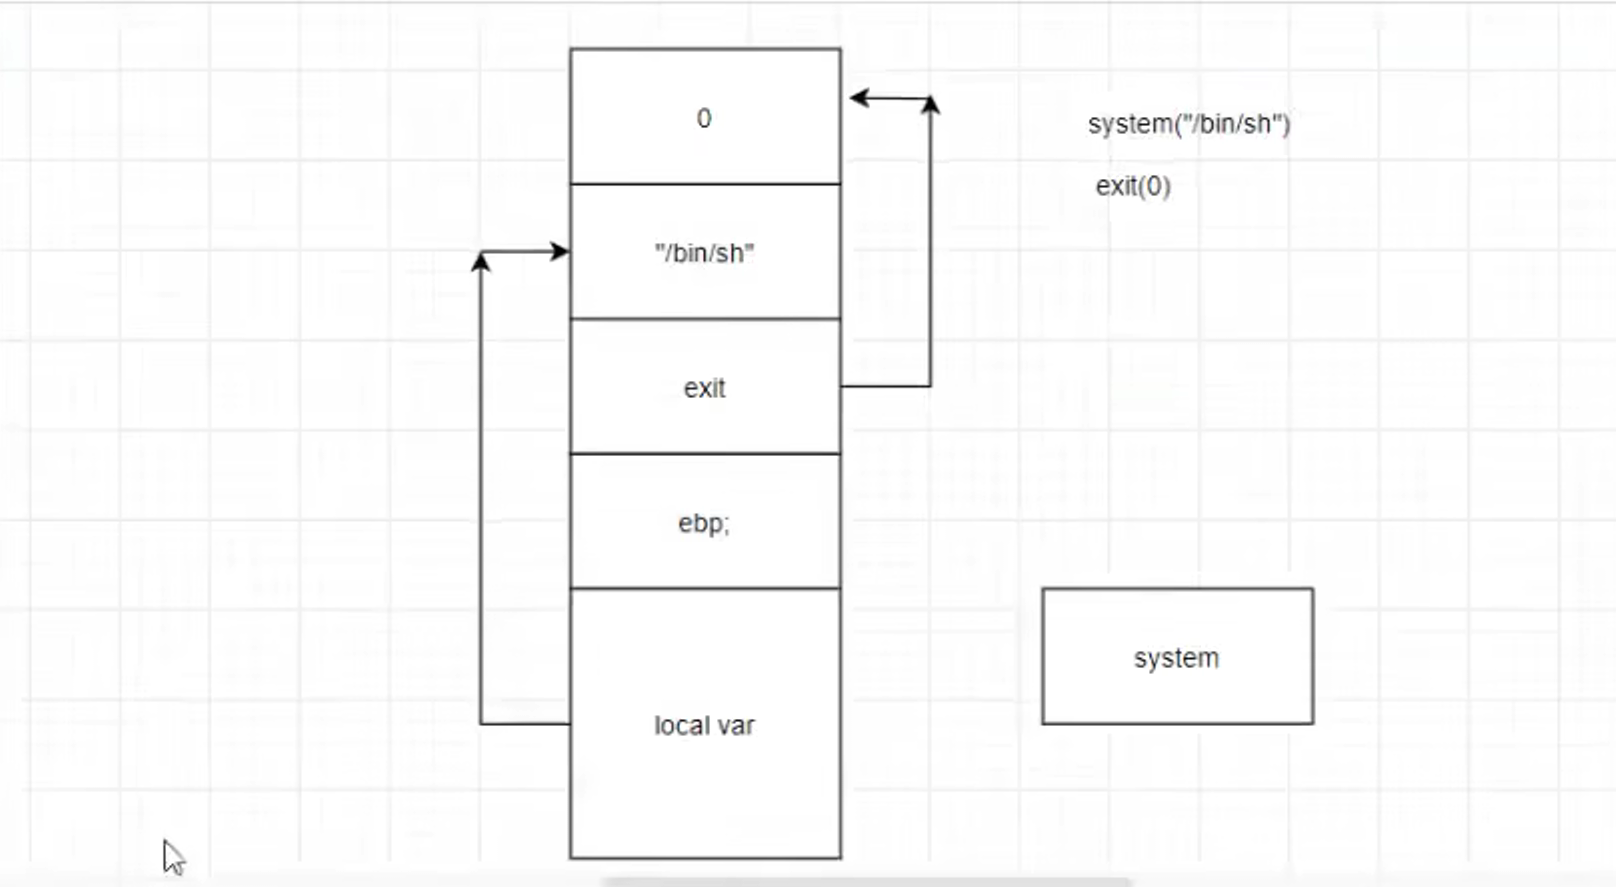 0
system("/bin/sh")
exit(0)
"/bin/sh"
exit
ebp;
system
local var